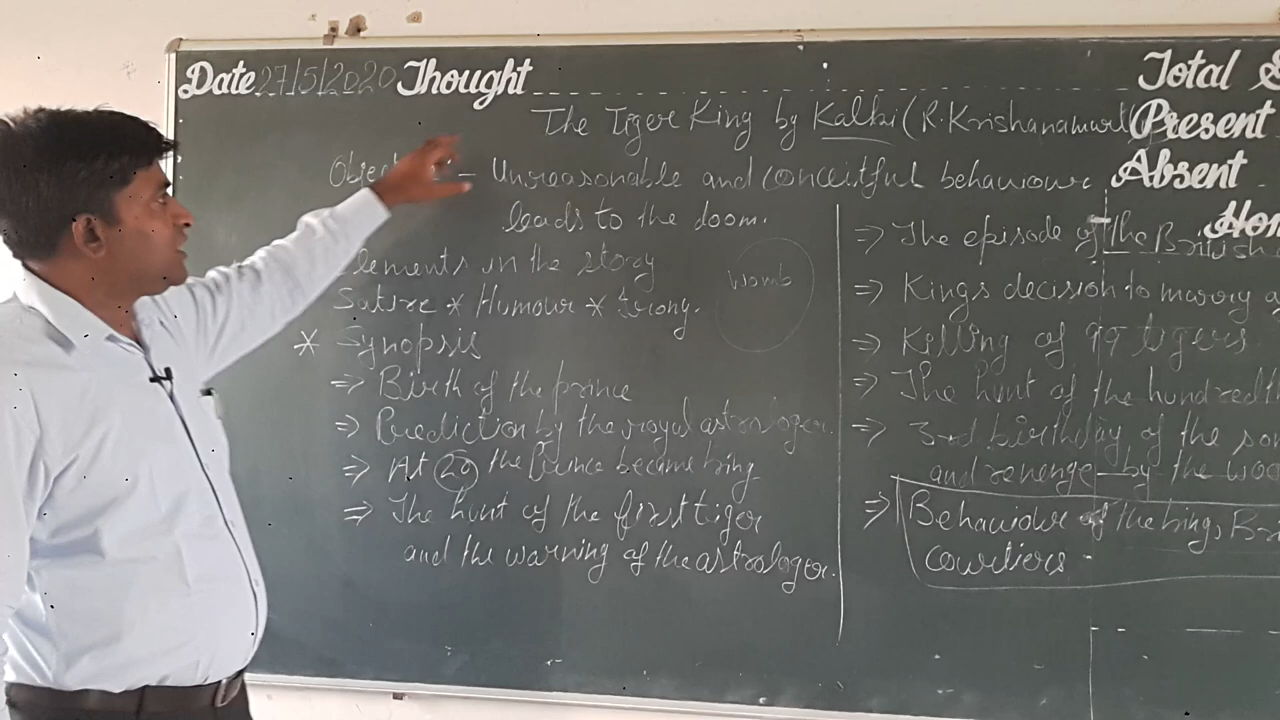 Date 27/5/2020 Thought
Total S
The Tiger King by Kalki (R. Krishanamurt
Present
Unreasonable and conceitful behaviour
Absent
leads to the doom.
Hom
Elements in the story
Satire * Humour * Irony.
Womb
* Synopsis
⇒ Birth of the prince
⇒ Prediction by the royal astrologer.
⇒ At 20 the Prince became king
⇒ The hunt of the first tiger
and the warning of the astrologer.
⇒ The episode of the British
⇒ Kings decision to marry a
⇒ Killing of 99 tigers
⇒ The hunt of the hundredth
⇒ 3rd birthday of the son
and revenge by the woo
⇒ Behaviour of the king, Bri
courtiers.